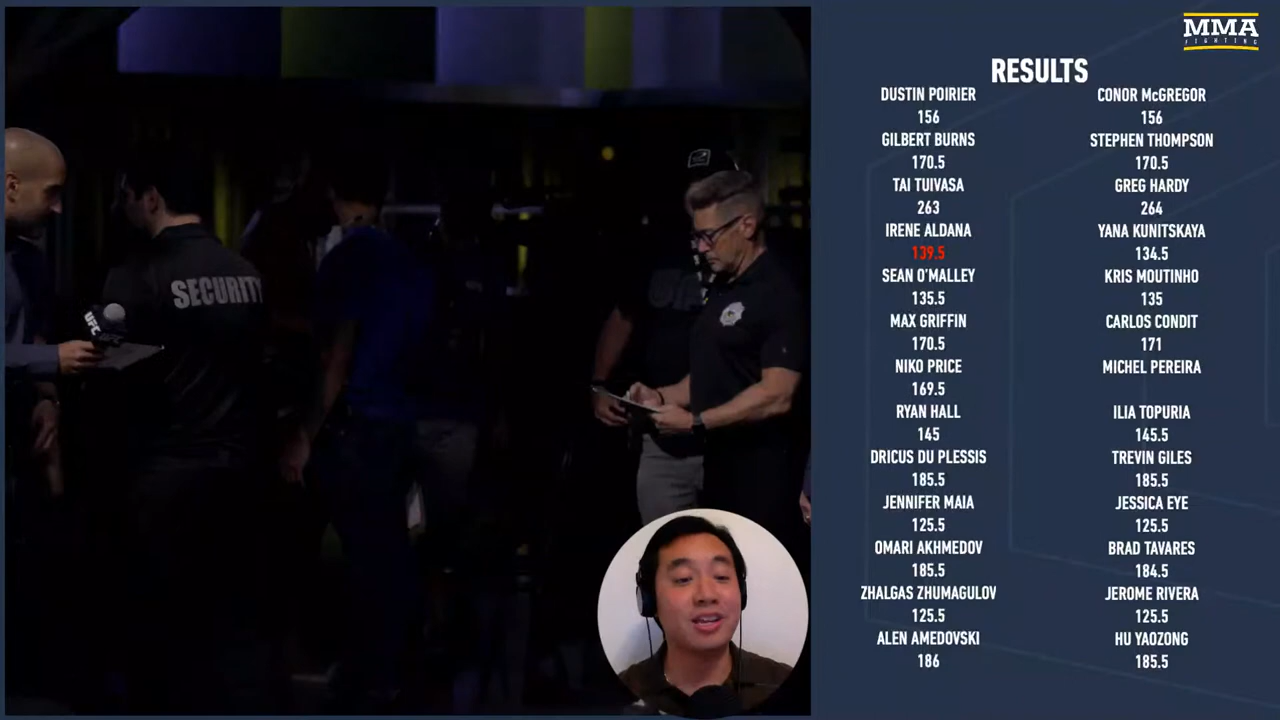 MMA
FIGHTING
RESULTS
DUSTIN POIRIER CONOR McGREGOR
156 156
GILBERT BURNS STEPHEN THOMPSON
170.5 170.5
TAI TUIVASA GREG HARDY
263 264
IRENE ALDANA YANA KUNITSKAYA
139.5 134.5
SEAN O'MALLEY KRIS MOUTINHO
135.5 135
MAX GRIFFIN CARLOS CONDIT
170.5 171
NIKO PRICE MICHEL PEREIRA
169.5
RYAN HALL ILIA TOPURIA
145 145.5
DRICUS DU PLESSIS TREVIN GILES
185.5 185.5
JENNIFER MAIA JESSICA EYE
125.5 125.5
OMARI AKHMEDOV BRAD TAVARES
185.5 184.5
ZHALGAS ZHUMAGULOV JEROME RIVERA
125.5 125.5
ALEN AMEDOVSKI HU YAOZONG
186 185.5
SECURITY
UFC